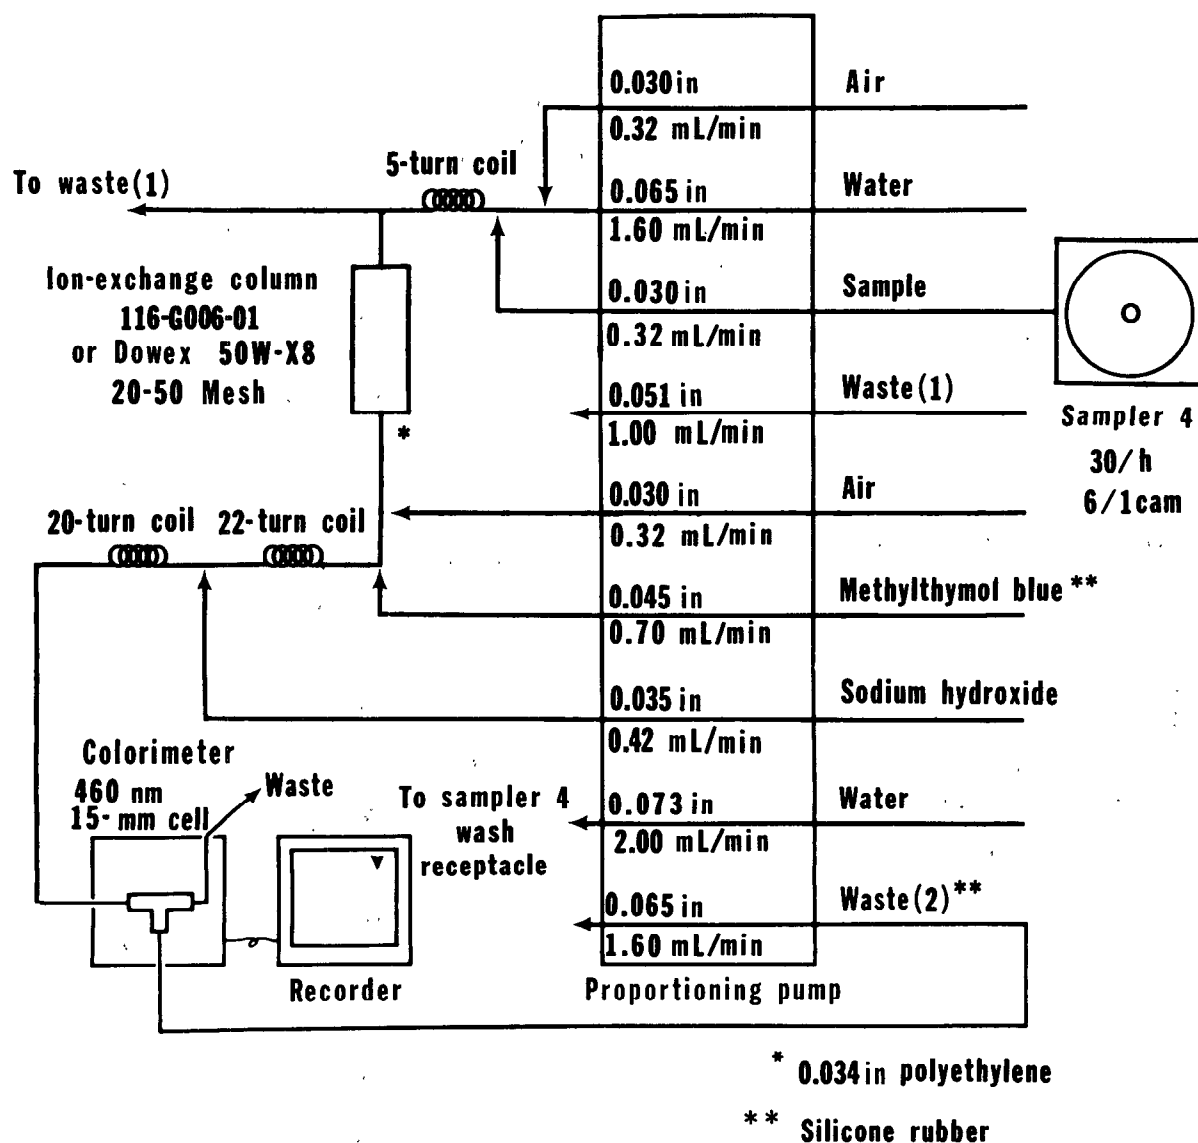 0.030 in
Air
0.32 mL/min
5-turn coil
To waste(1)
0.065 in
Water
1.60 mL/min
Ion-exchange column
116-G006-01
or Dowex 50W-X8
20-50 Mesh
0.030 in
Sample
0.32 mL/min
*
0.051 in
Waste(1)
1.00 mL/min
Sampler 4
30/h
6/1cam
0.030 in
Air
0.32 mL/min
20-turn coil
22-turn coil
0.045 in
Methylthymol blue **
0.70 mL/min
0.035 in
Sodium hydroxide
0.42 mL/min
Colorimeter
460 nm
15-mm cell
Waste
To sampler 4
wash
receptacle
0.073 in
Water
2.00 mL/min
0.065 in
Waste(2)**
1.60 mL/min
Recorder
Proportioning pump
* 0.034 in polyethylene
** Silicone rubber